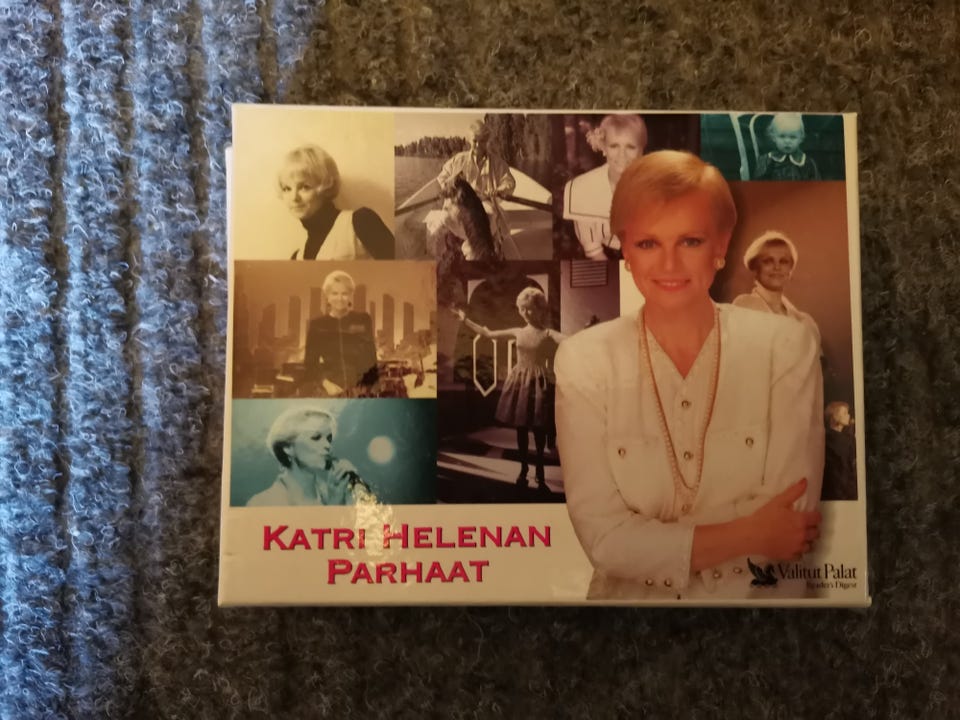 KATRI HELENAN
PARHAAT
Valitut Palat
Reader's Digest